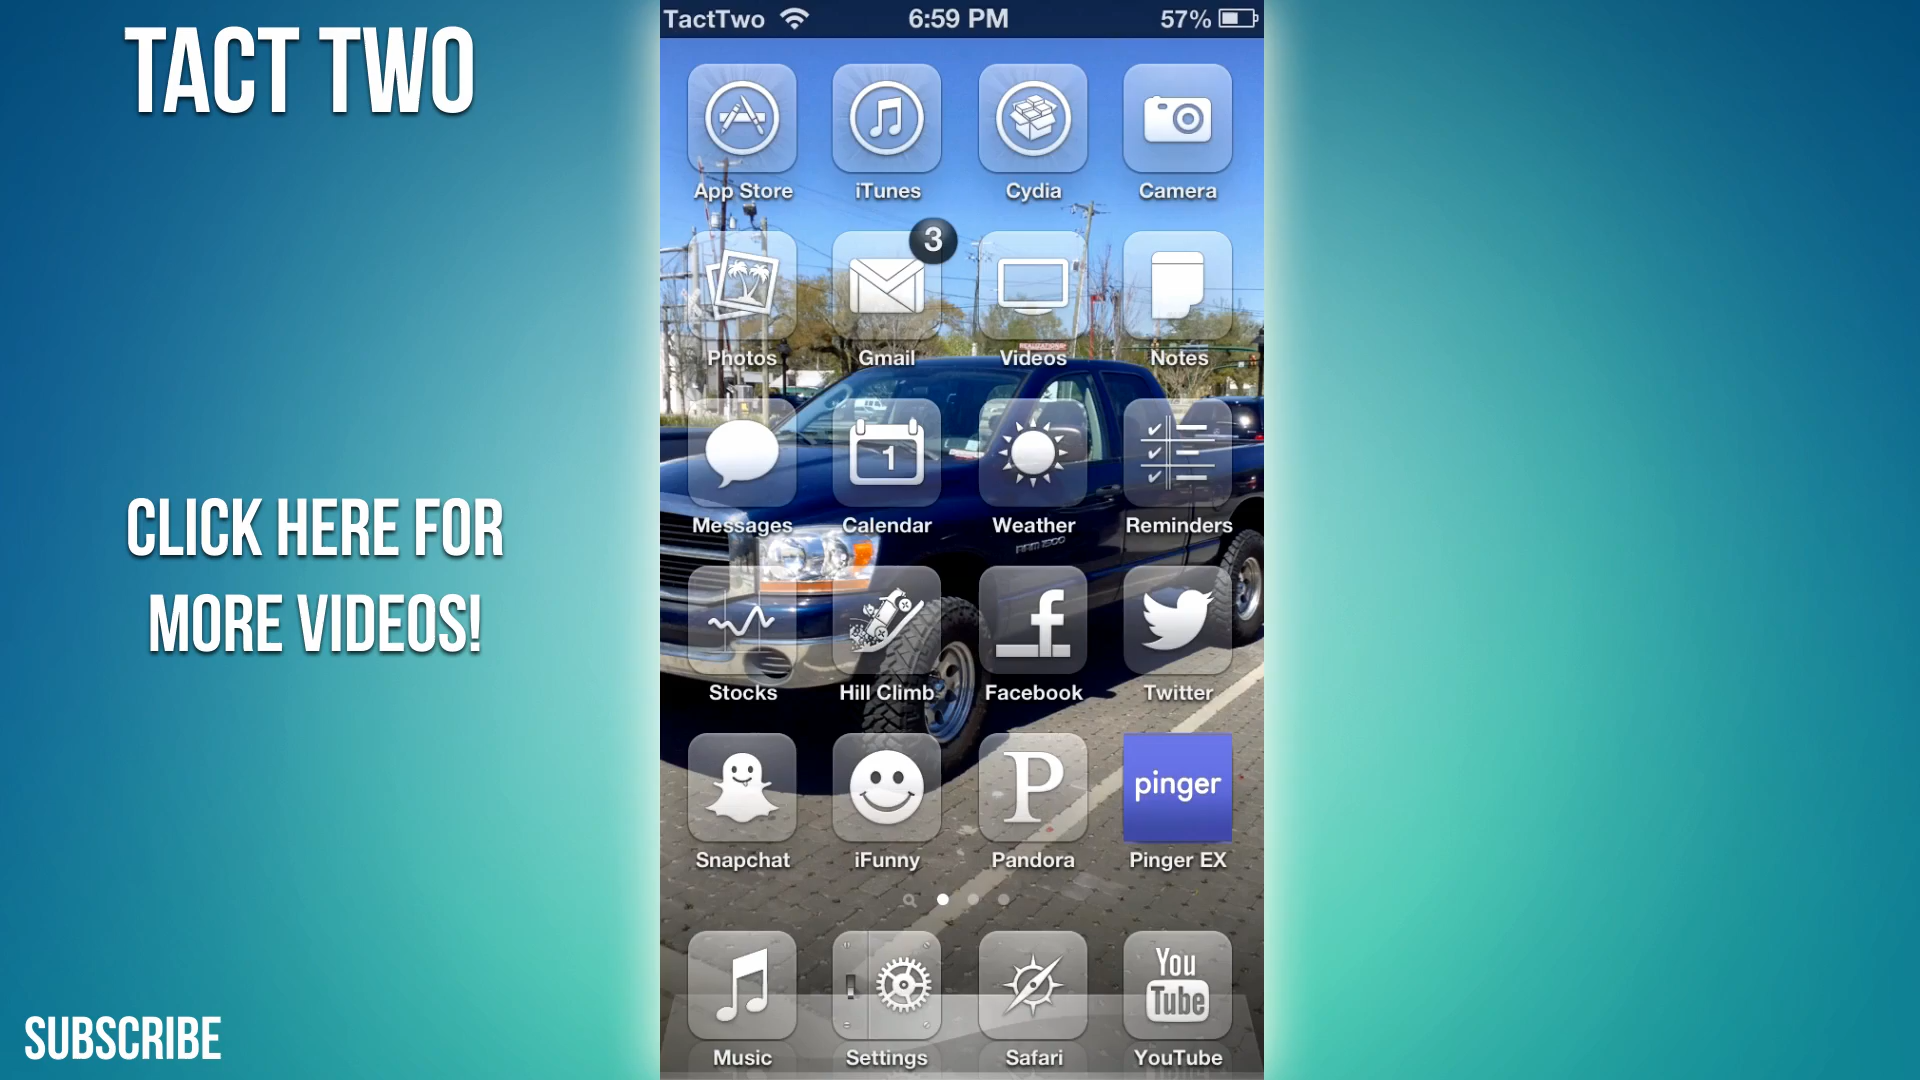 TACT TWO
CLICK HERE FOR
MORE VIDEOS!
SUBSCRIBE
TactTwo 6:59 PM 57%
App Store iTunes Cydia Camera
3
Photos Gmail Videos Notes
1
Messages Calendar Weather Reminders
RAM 1500
f
Stocks Hill Climb Facebook Twitter
P pinger
Snapchat iFunny Pandora Pinger EX
You
Tube
Music Settings Safari YouTube